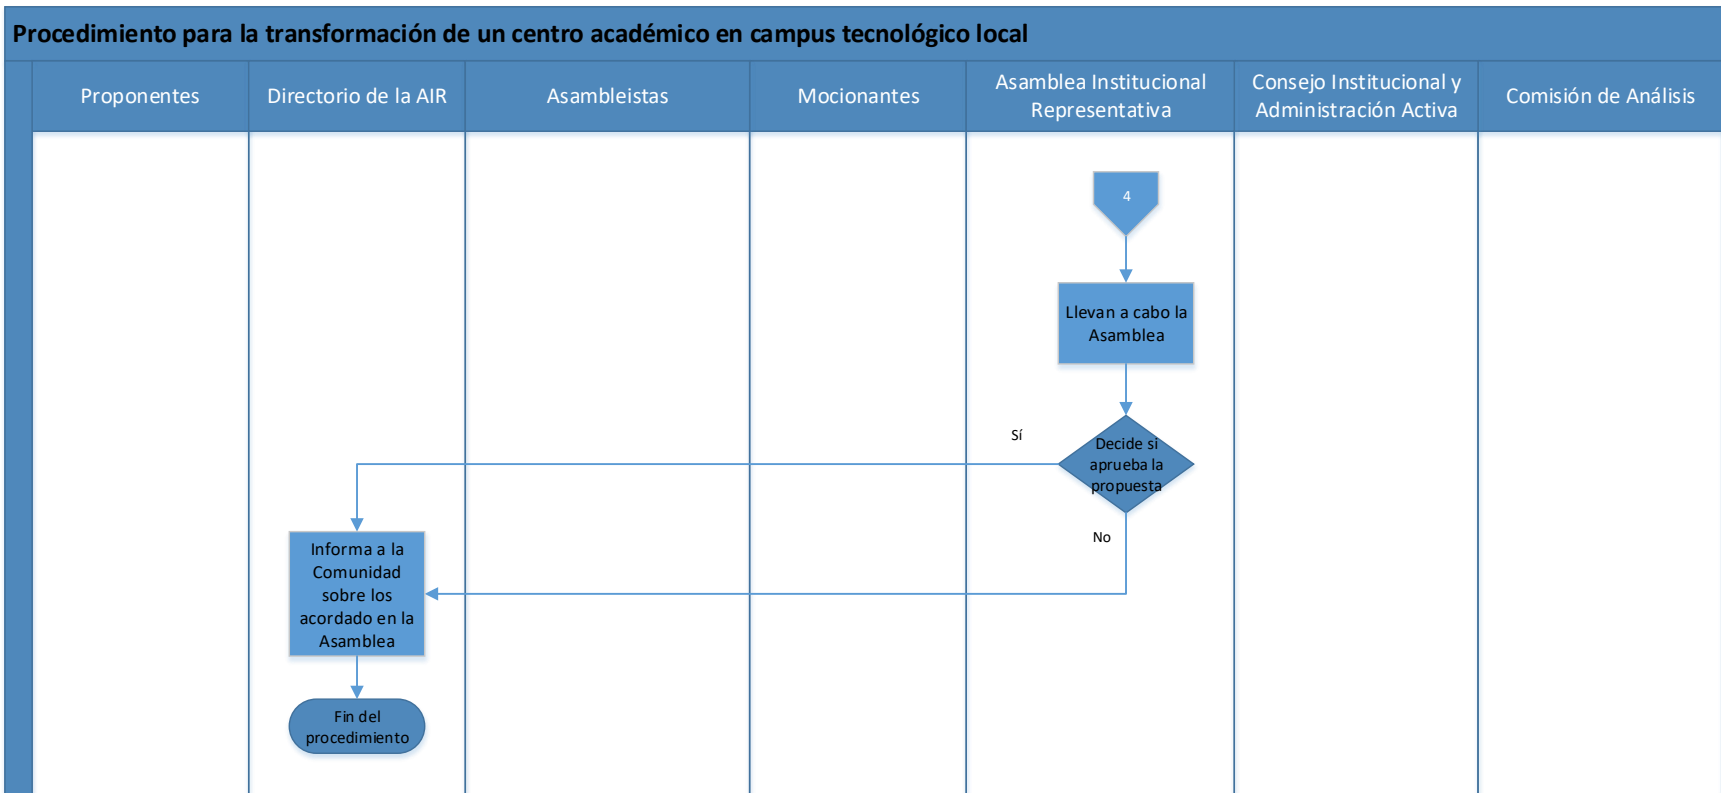 Procedimiento para la transformación de un centro académico en campus tecnológico local
Proponentes
Directorio de la AIR
Asambleistas
Mocionantes
Asamblea Institucional
Representativa
Consejo Institucional y
Administración Activa
Comisión de Análisis
4
Llevan a cabo la
Asamblea
Sí
Decide si
aprueba la
propuesta
No
Informa a la
Comunidad
sobre los
acordado en la
Asamblea
Fin del
procedimiento